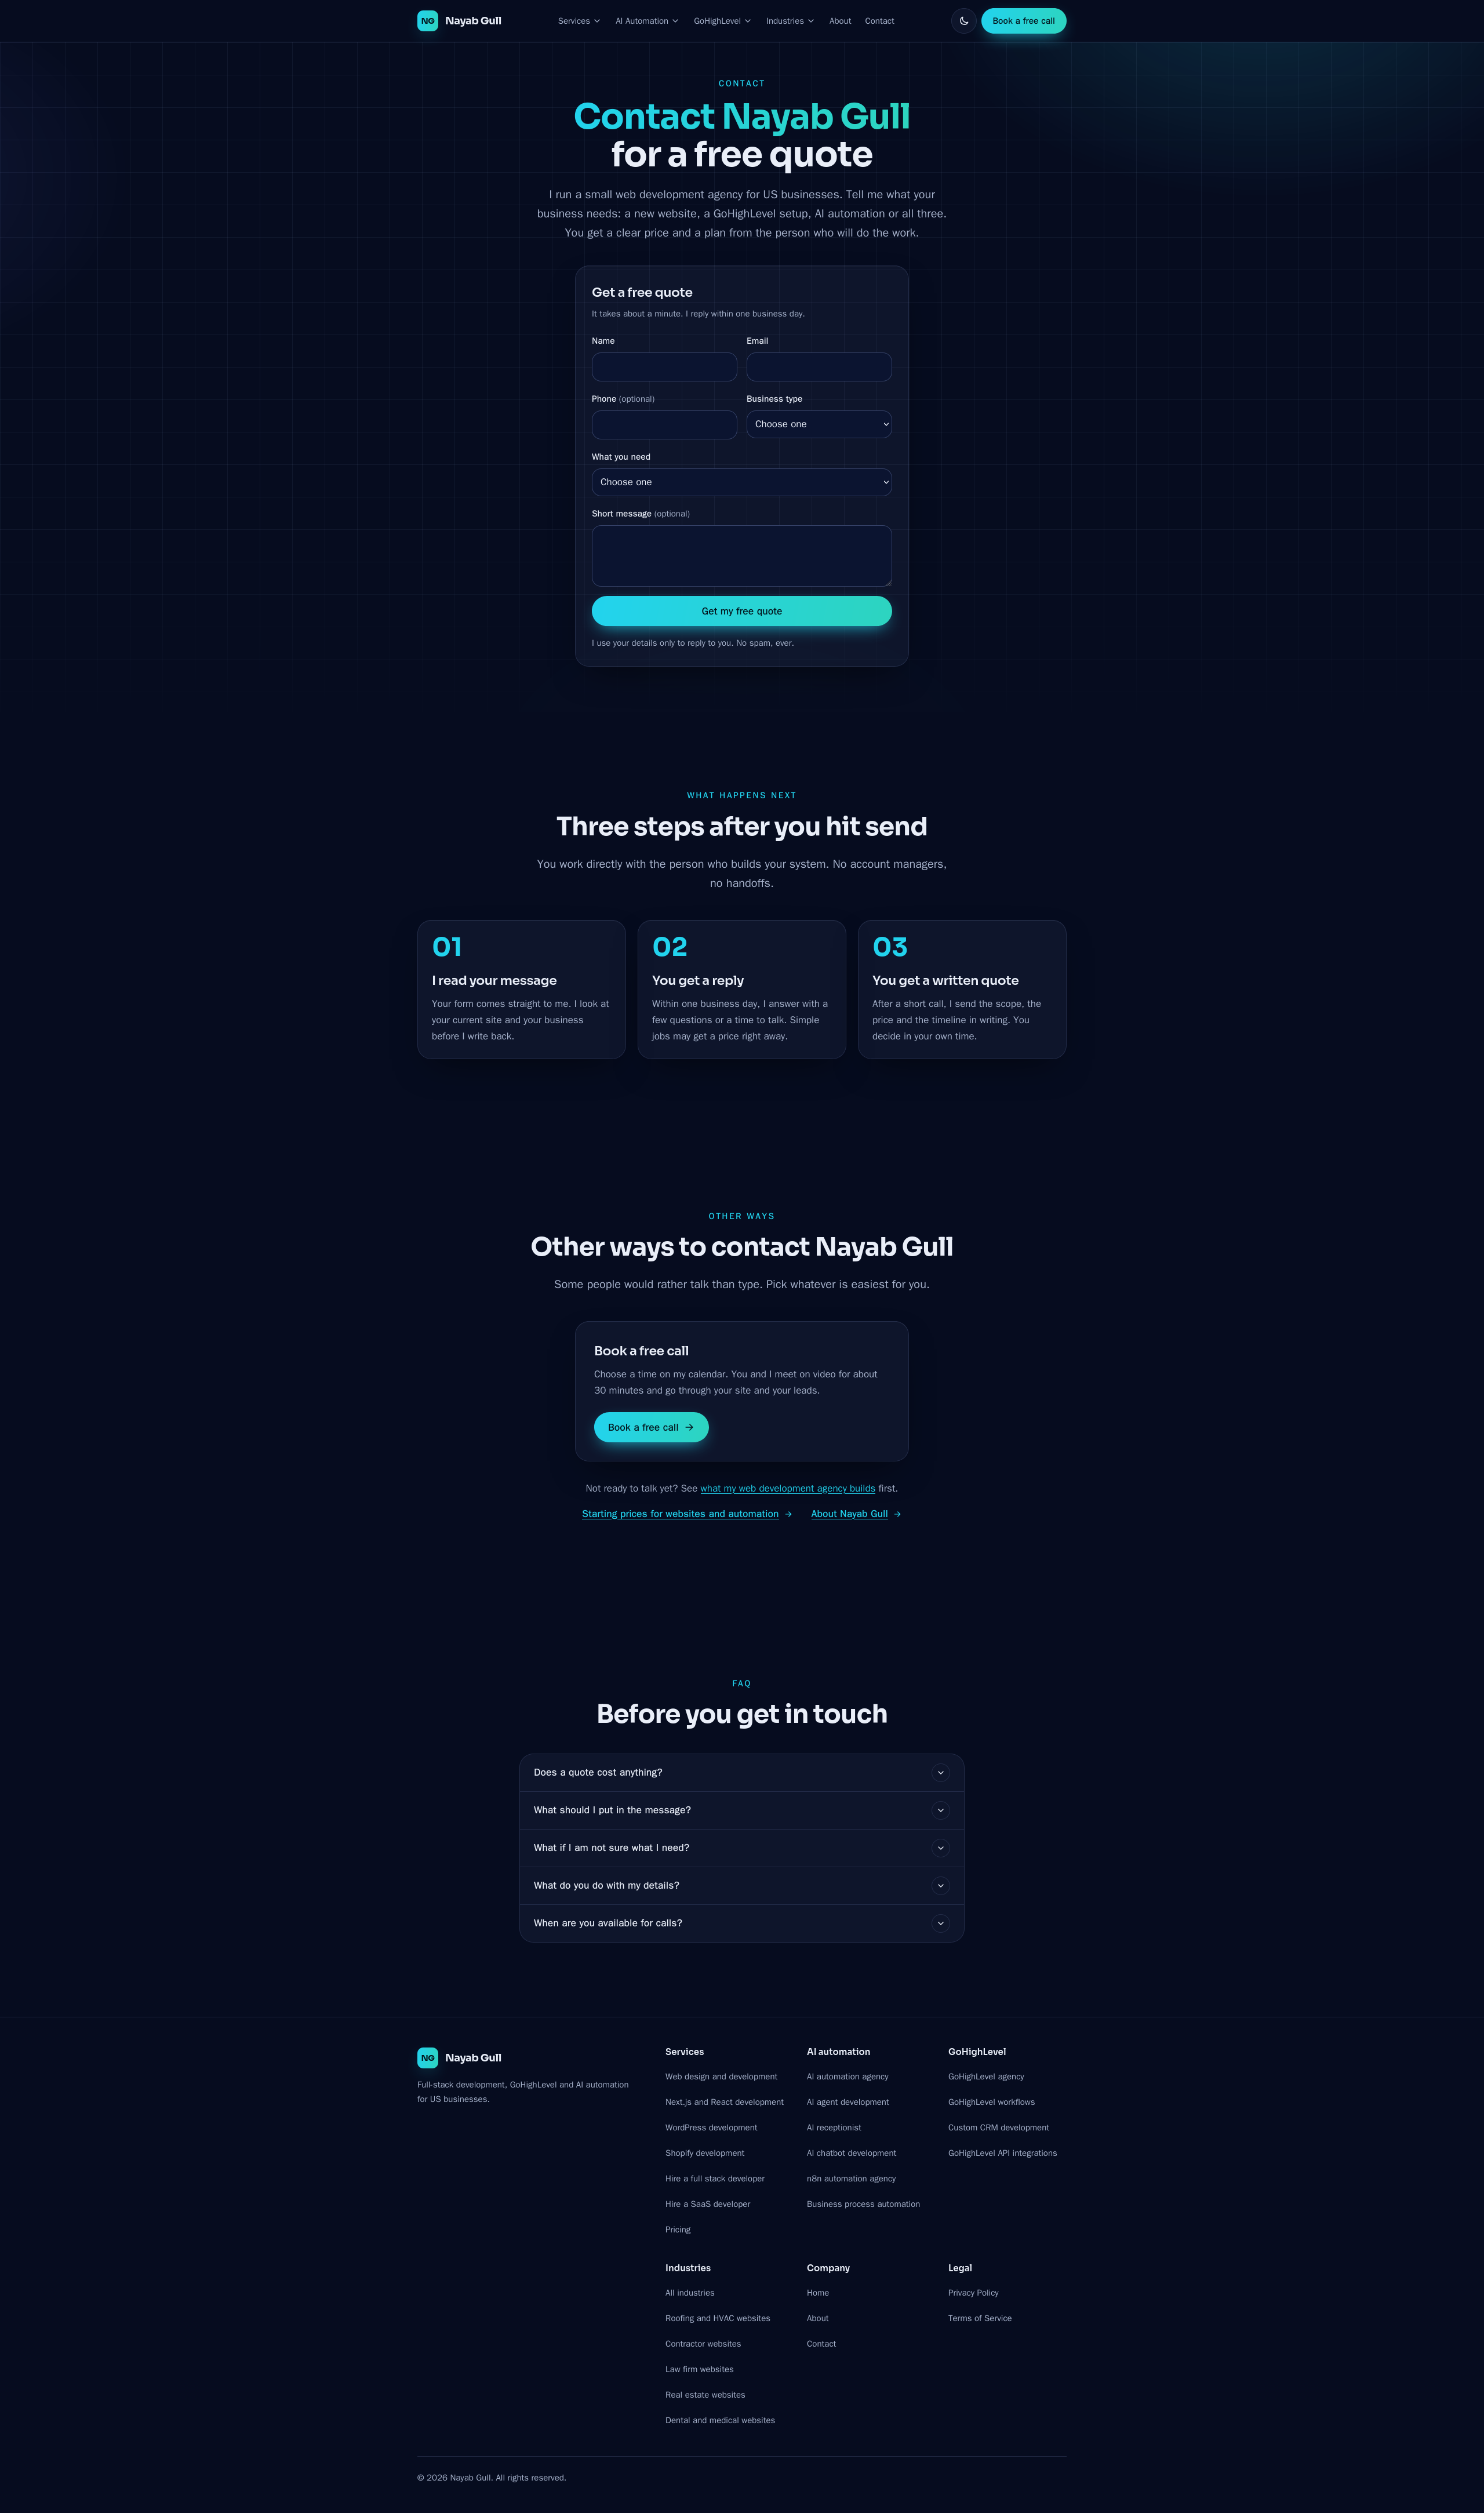 NG Nayab Gull
Services
AI Automation
GoHighLevel
Industries
About
Contact
Book a free call
CONTACT
Contact Nayab Gull
for a free quote
I run a small web development agency for US businesses. Tell me what your
business needs: a new website, a GoHighLevel setup, AI automation or all three.
You get a clear price and a plan from the person who will do the work.
Get a free quote
It takes about a minute. I reply within one business day.
Name
Email
Phone (optional)
Business type
Choose one
What you need
Choose one
Short message (optional)
Get my free quote
I use your details only to reply to you. No spam, ever.
WHAT HAPPENS NEXT
Three steps after you hit send
You work directly with the person who builds your system. No account managers,
no handoffs.
01
I read your message
Your form comes straight to me. I look at
your current site and your business
before I write back.
02
You get a reply
Within one business day, I answer with a
few questions or a time to talk. Simple
jobs may get a price right away.
03
You get a written quote
After a short call, I send the scope, the
price and the timeline in writing. You
decide in your own time.
OTHER WAYS
Other ways to contact Nayab Gull
Some people would rather talk than type. Pick whatever is easiest for you.
Book a free call
Choose a time on my calendar. You and I meet on video for about
30 minutes and go through your site and your leads.
Book a free call →
Not ready to talk yet? See what my web development agency builds first.
Starting prices for websites and automation →
About Nayab Gull →
FAQ
Before you get in touch
Does a quote cost anything?
What should I put in the message?
What if I am not sure what I need?
What do you do with my details?
When are you available for calls?
NG Nayab Gull
Full-stack development, GoHighLevel and AI automation
for US businesses.
Services
Web design and development
Next.js and React development
WordPress development
Shopify development
Hire a full stack developer
Hire a SaaS developer
Pricing
AI automation
AI automation agency
AI agent development
AI receptionist
AI chatbot development
n8n automation agency
Business process automation
GoHighLevel
GoHighLevel agency
GoHighLevel workflows
Custom CRM development
GoHighLevel API integrations
Industries
All industries
Roofing and HVAC websites
Contractor websites
Law firm websites
Real estate websites
Dental and medical websites
Company
Home
About
Contact
Legal
Privacy Policy
Terms of Service
© 2026 Nayab Gull. All rights reserved.